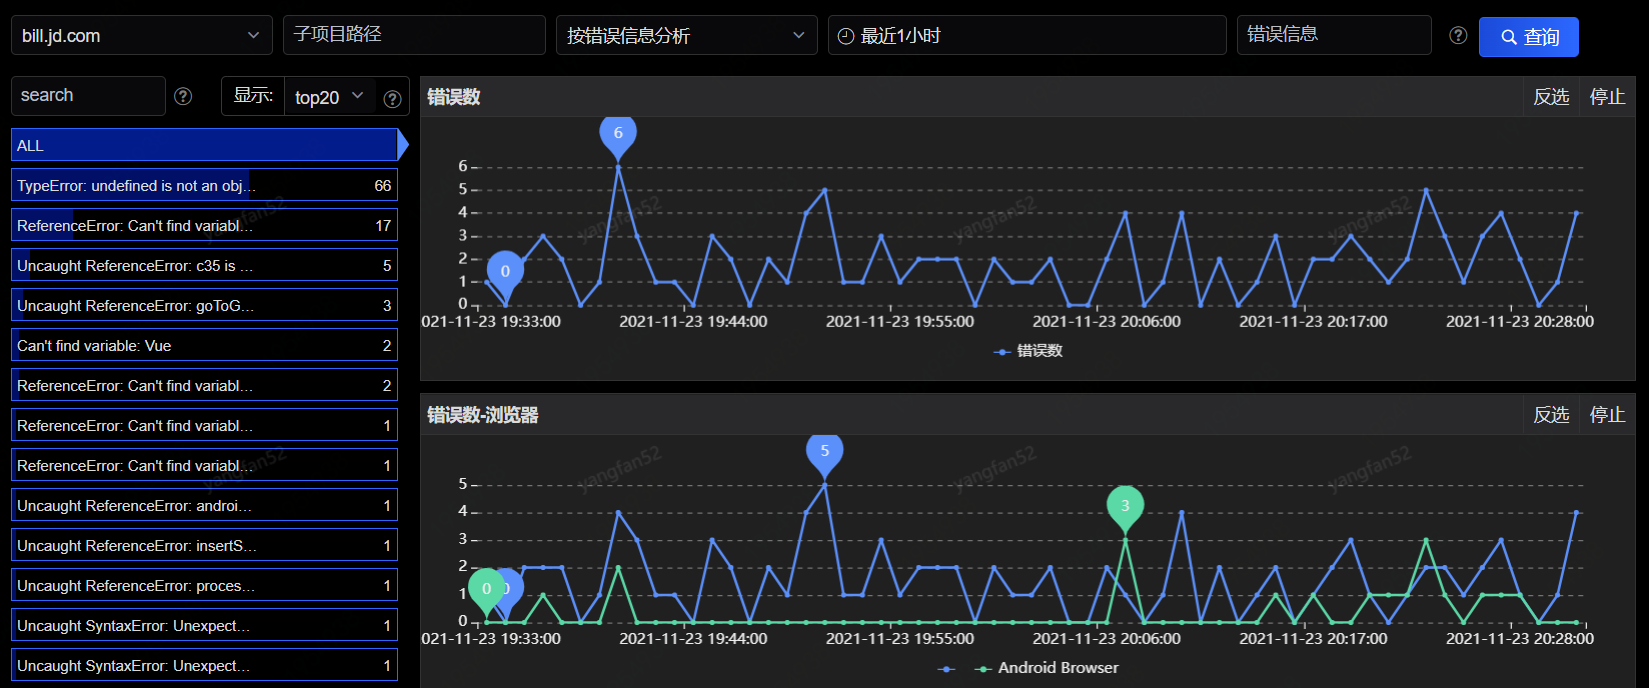 bill.jd.com
子项目路径
按错误信息分析
最近1小时
错误信息
查询
search
显示:
top20
ALL
TypeError: undefined is not an obj... 66
ReferenceError: Can't find variabl... 17
Uncaught ReferenceError: c35 is ... 5
Uncaught ReferenceError: goToG... 3
Can't find variable: Vue 2
ReferenceError: Can't find variabl... 2
ReferenceError: Can't find variabl... 1
ReferenceError: Can't find variabl... 1
Uncaught ReferenceError: androi... 1
Uncaught ReferenceError: insertS... 1
Uncaught ReferenceError: proces... 1
Uncaught SyntaxError: Unexpect... 1
Uncaught SyntaxError: Unexpect... 1
错误数 反选 停止
6
0
6
5
4
3
2
1
0
021-11-23 19:33:00 2021-11-23 19:44:00 2021-11-23 19:55:00 2021-11-23 20:06:00 2021-11-23 20:17:00 2021-11-23 20:28:00
错误数
错误数-浏览器 反选 停止
5
3
0 0
5
4
3
2
1
0
021-11-23 19:33:00 2021-11-23 19:44:00 2021-11-23 19:55:00 2021-11-23 20:06:00 2021-11-23 20:17:00 2021-11-23 20:28:00
Android Browser
yangfan52
yangfan52
yangfan52
yangfan52
yangfan52
yangfan52
yangfan52
yangfan52